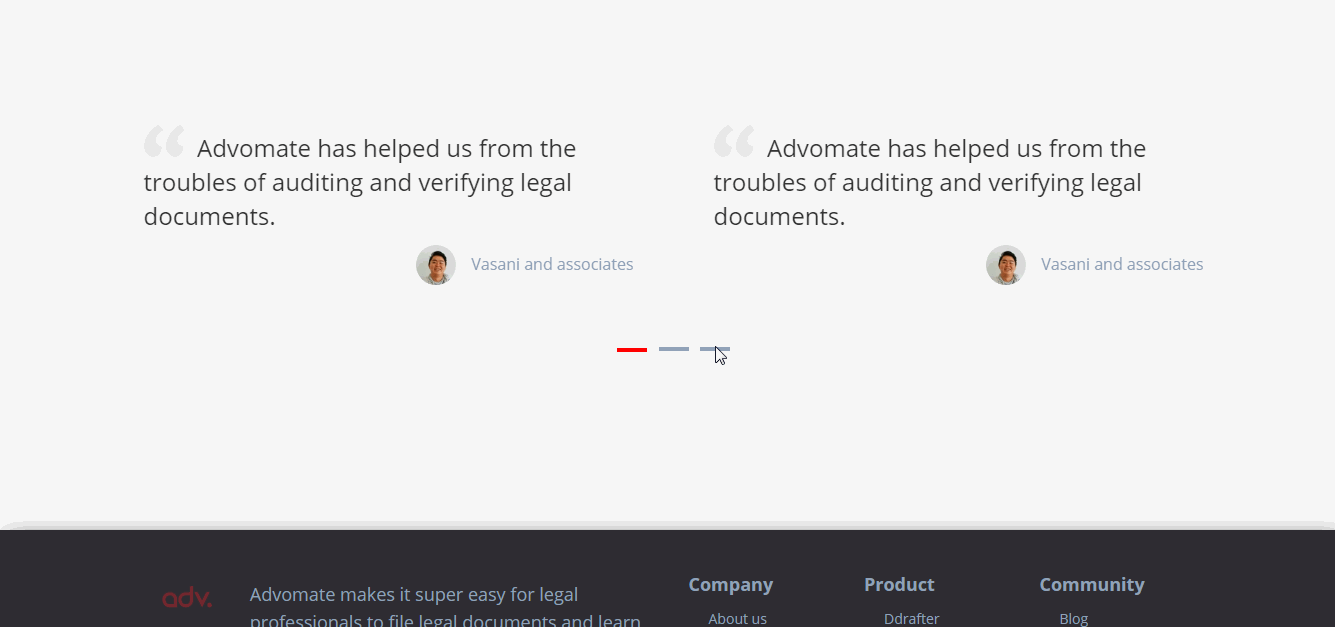 “ Advomate has helped us from the
troubles of auditing and verifying legal
documents.
Vasani and associates
“ Advomate has helped us from the
troubles of auditing and verifying legal
documents.
Vasani and associates
adv.
Advomate makes it super easy for legal
professionals to file legal documents and learn
Company
About us
Product
Ddrafter
Community
Blog